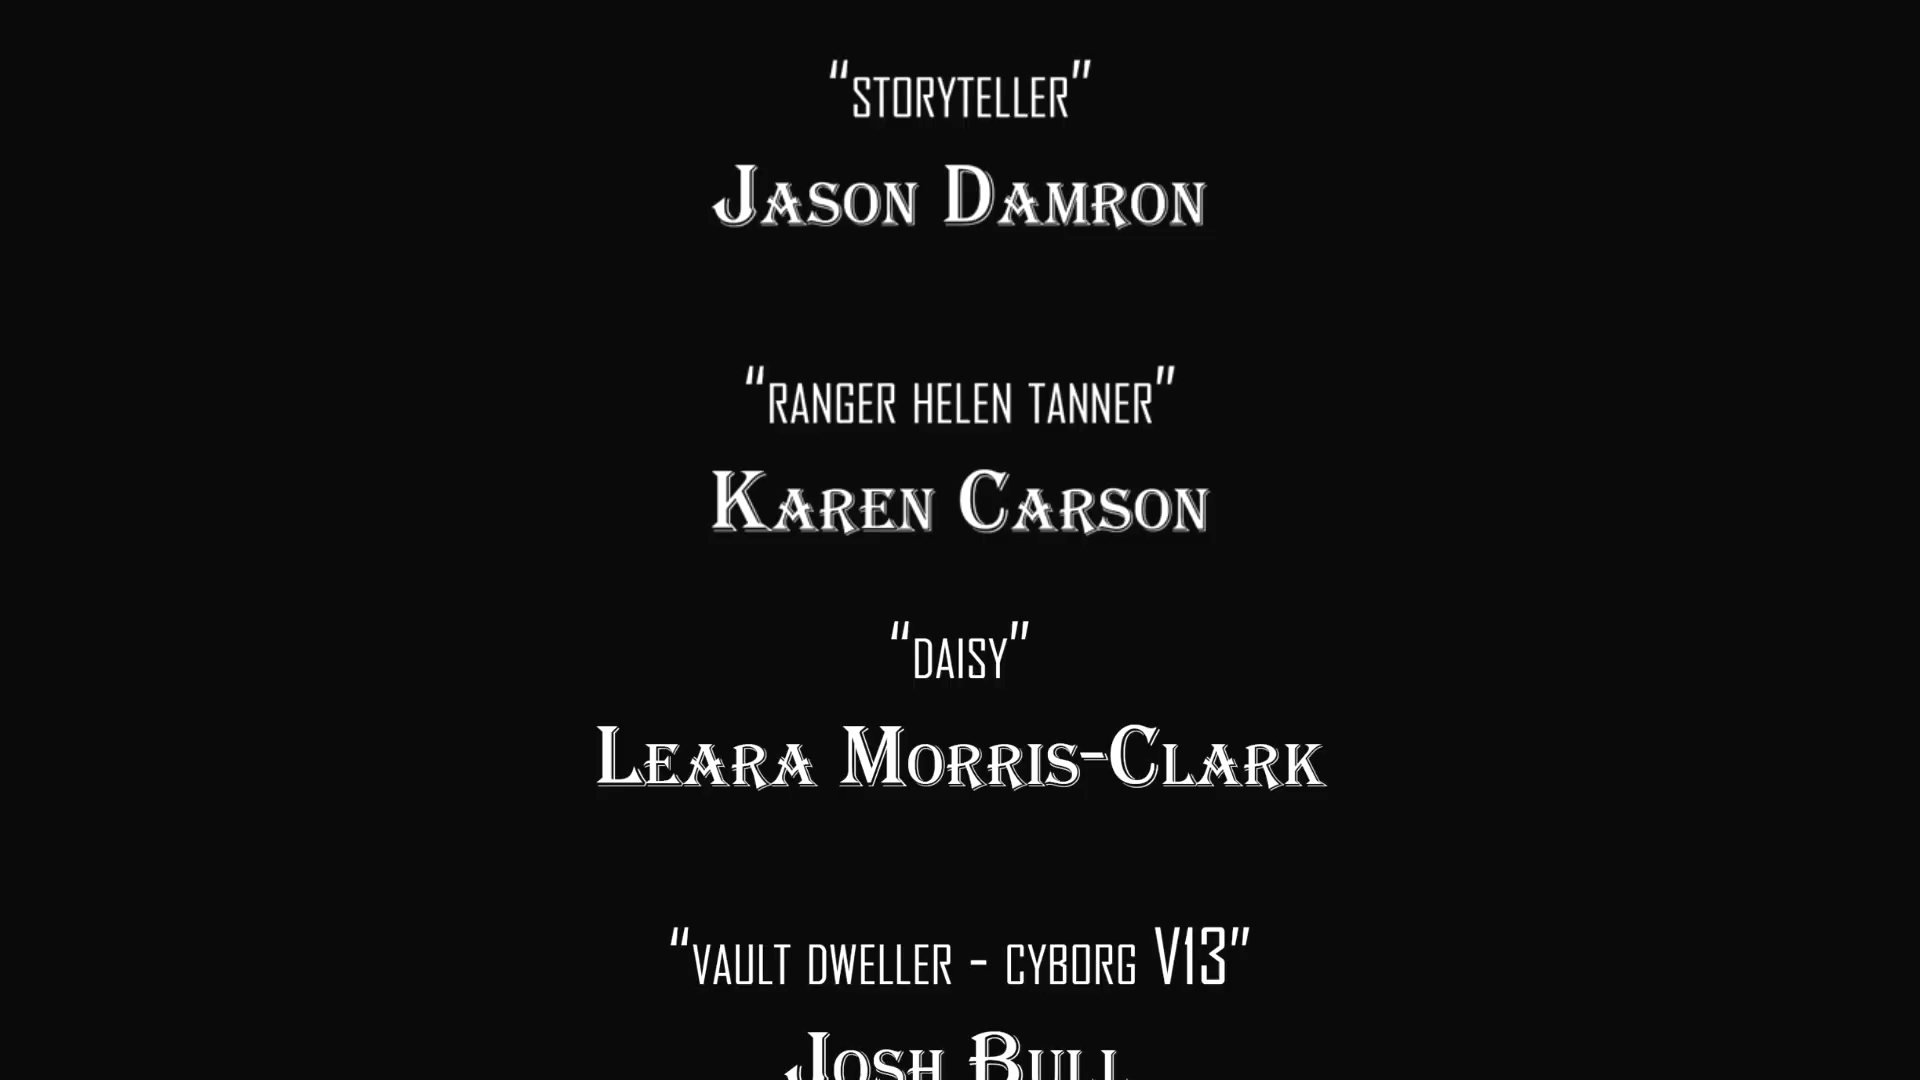 “STORYTELLER”
JASON DAMRON
“RANGER HELEN TANNER”
KAREN CARSON
“DAISY”
LEARA MORRIS-CLARK
“VAULT DWELLER - CYBORG V13”
JOSH BULL